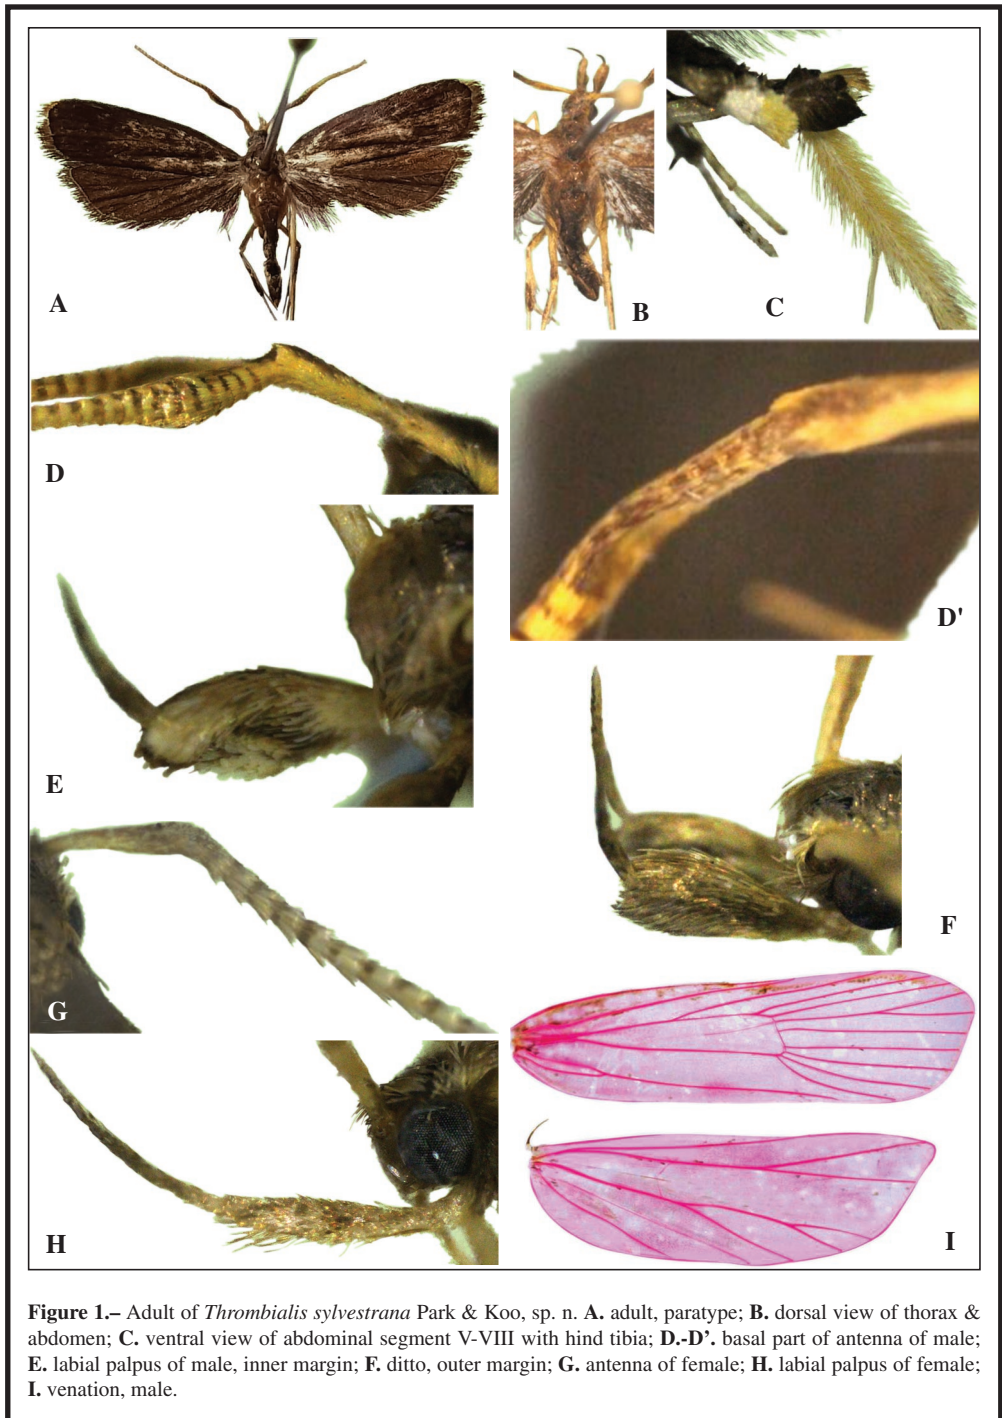 A
B
C
D
D'
E
F
G
H
I
Figure 1.– Adult of Thrombialis sylvestrana Park & Koo, sp. n. A. adult, paratype; B. dorsal view of thorax &
abdomen; C. ventral view of abdominal segment V-VIII with hind tibia; D.-D’. basal part of antenna of male;
E. labial palpus of male, inner margin; F. ditto, outer margin; G. antenna of female; H. labial palpus of female;
I. venation, male.